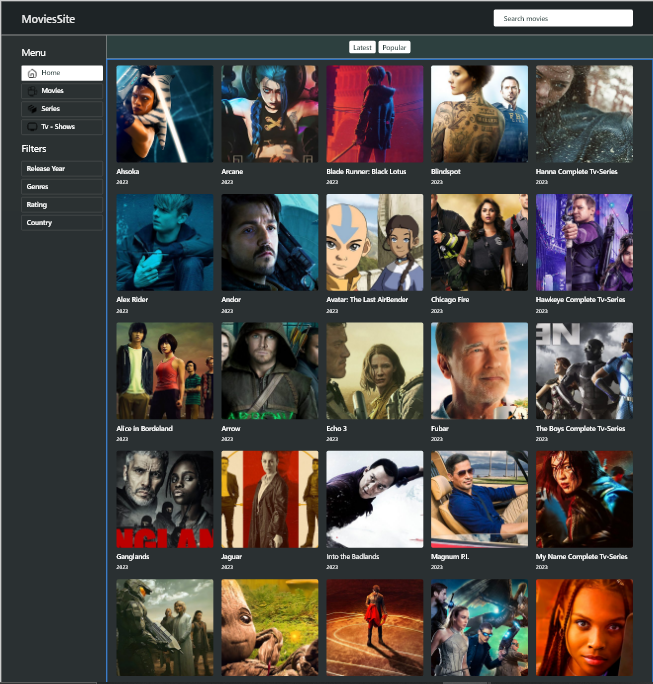 MoviesSite
Search movies
Menu
Home
Movies
Series
Tv - Shows
Filters
Release Year
Genres
Rating
Country
Latest
Popular
Ahsoka
2023
Arcane
2023
Blade Runner: Black Lotus
2023
Blindspot
2023
Hanna Complete Tv-Series
2023
Alex Rider
2023
Andor
2023
Avatar: The Last AirBender
2023
Chicago Fire
2023
Hawkeye Complete Tv-Series
2023
Alice in Bordeland
2023
Arrow
2023
Echo 3
2023
Fubar
2023
The Boys Complete Tv-Series
2023
Ganglands
2023
Jaguar
2023
Into the Badlands
2023
Magnum P.I.
2023
My Name Complete Tv-Series
2023